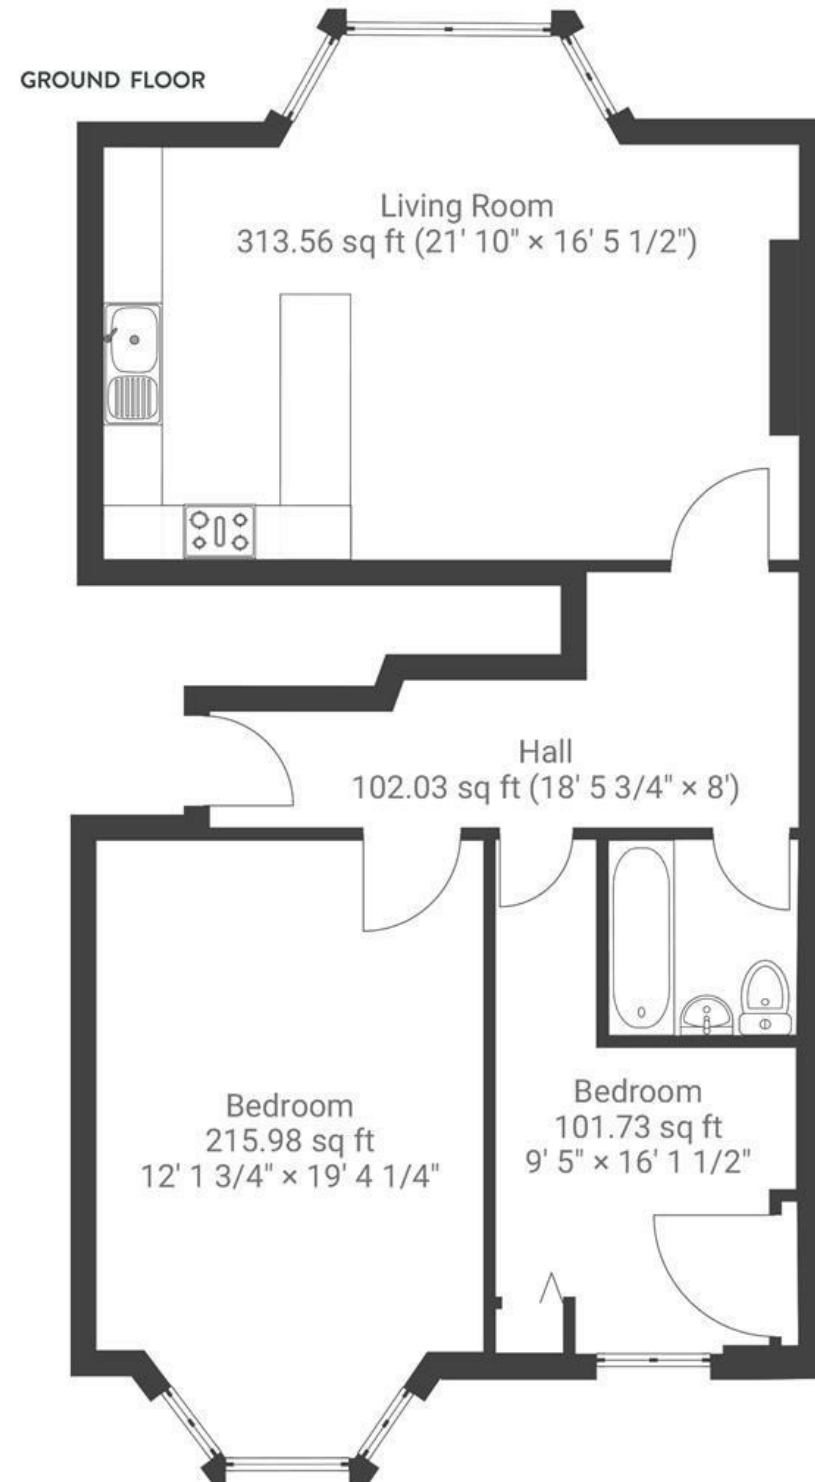 GROUND FLOOR
Living Room
313.56 sq ft (21' 10" × 16' 5 1/2")
Hall
102.03 sq ft (18' 5 3/4" × 8')
Bedroom
215.98 sq ft
12' 1 3/4" × 19' 4 1/4"
Bedroom
101.73 sq ft
9' 5" × 16' 1 1/2"